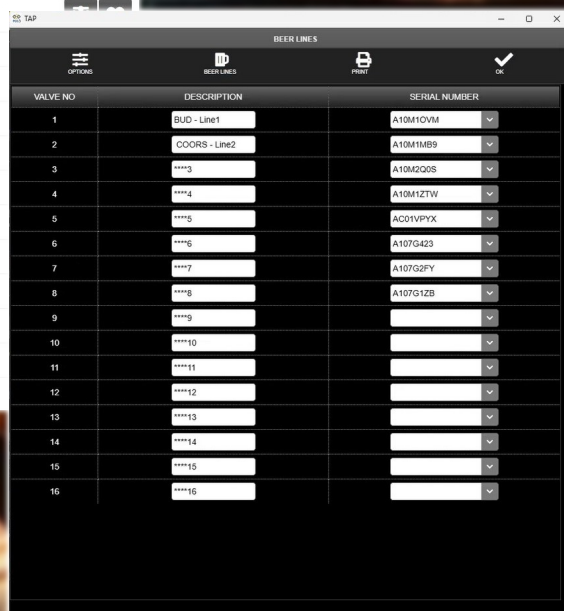 TAP
BEER LINES
OPTIONS BEER LINES PRINT OK
VALVE NO DESCRIPTION SERIAL NUMBER
1 BUD - Line1 A10M1OVM
2 COORS - Line2 A10M1MB9
3 ****3 A10M2Q0S
4 ****4 A10M1ZTW
5 ****5 AC01VPYX
6 ****6 A107G423
7 ****7 A107G2FY
8 ****8 A107G1ZB
9 ****9
10 ****10
11 ****11
12 ****12
13 ****13
14 ****14
15 ****15
16 ****16